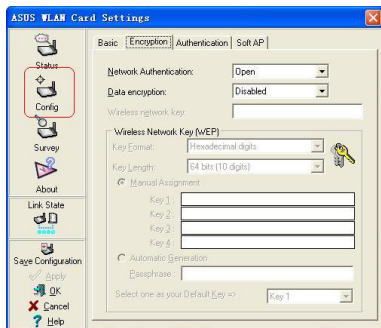 ASUS WLAN Card Settings
Status
Config
Survey
About
Link State
Save Configuration
Apply
OK
Cancel
Help
Basic Encryption Authentication Soft AP
Network Authentication: Open
Data encryption: Disabled
Wireless network key:
Wireless Network Key (WEP)
Key Format: Hexadecimal digits
Key Length: 64 bits (10 digits)
Manual Assignment
Key 1:
Key 2:
Key 3:
Key 4:
Automatic Generation
Passphrase:
Select one as your Default Key => Key 1